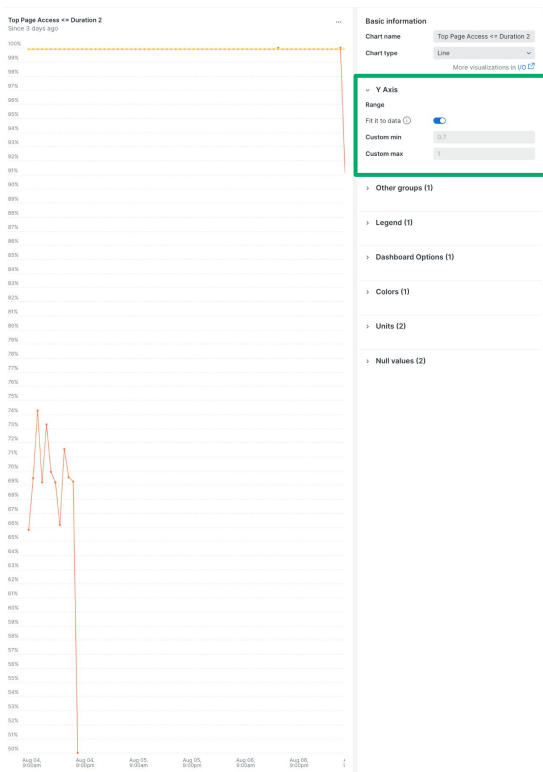 Top Page Access <= Duration 2
Since 3 days ago
...
100%
99%
98%
97%
96%
95%
94%
93%
92%
91%
90%
89%
88%
87%
86%
85%
84%
83%
82%
81%
80%
79%
78%
77%
76%
75%
74%
73%
72%
71%
70%
69%
68%
67%
66%
65%
64%
63%
62%
61%
60%
59%
58%
57%
56%
55%
54%
53%
52%
51%
50%
Aug 04, 9:00am
Aug 04, 9:00pm
Aug 05, 9:00am
Aug 05, 9:00pm
Aug 06, 9:00am
Aug 06, 9:00pm
Basic information
Chart name Top Page Access <= Duration 2
Chart type Line
More visualizations in I/O
Y Axis
Range
Fit it to data
Custom min 0.7
Custom max 1
Other groups (1)
Legend (1)
Dashboard Options (1)
Colors (1)
Units (2)
Null values (2)